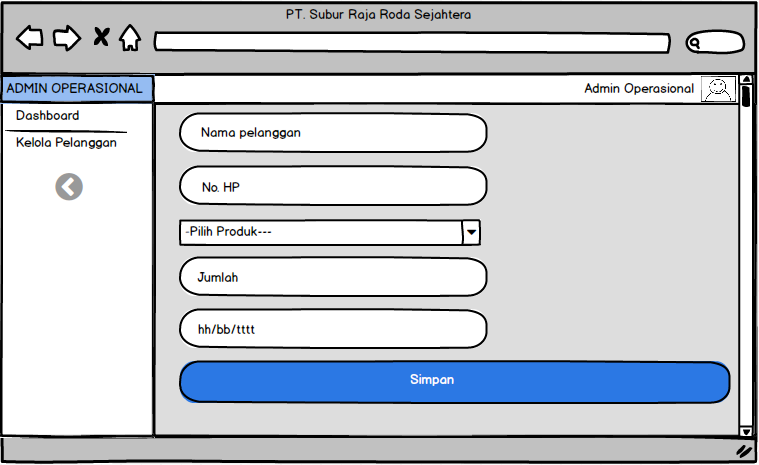 PT. Subur Raja Roda Sejahtera
ADMIN OPERASIONAL
Admin Operasional
Dashboard
Kelola Pelanggan
Nama pelanggan
No. HP
-Pilih Produk---
Jumlah
hh/bb/tttt
Simpan